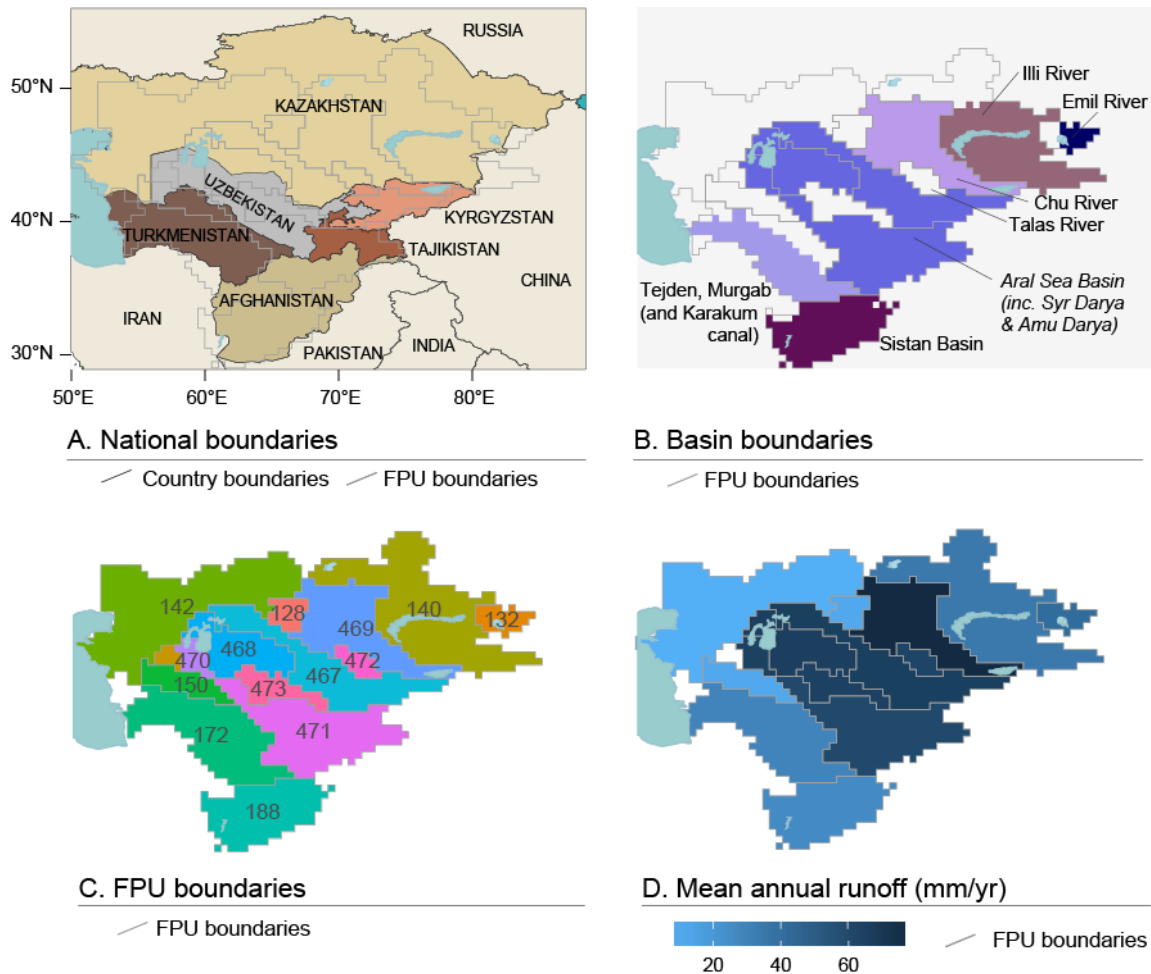 RUSSIA
50°N
KAZAKHSTAN
UZBEKISTAN
40°N
KYRGYZSTAN
TURKMENISTAN
TAJIKISTAN
CHINA
AFGHANISTAN
IRAN
PAKISTAN
INDIA
30°N
50°E 60°E 70°E 80°E
A. National boundaries
Country boundaries FPU boundaries
Illi River
Emil River
Chu River
Talas River
Aral Sea Basin
(inc. Syr Darya
& Amu Darya)
Tejden, Murgab
(and Karakum
canal)
Sistan Basin
B. Basin boundaries
FPU boundaries
142
128
140
132
469
468
470
472
467
473
150
172
471
188
C. FPU boundaries
FPU boundaries
D. Mean annual runoff (mm/yr)
20 60
FPU boundaries